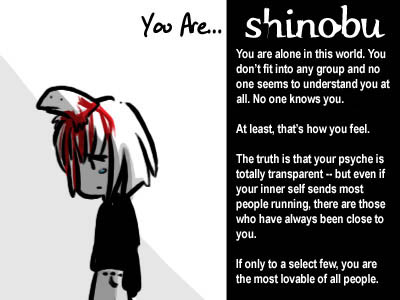 You Are...
shinobu
You are alone in this world. You
don't fit into any group and no
one seems to understand you at
all. No one knows you.
At least, that's how you feel.
The truth is that your psyche is
totally transparent -- but even if
your inner self sends most
people running, there are those
who have always been close to
you.
If only to a select few, you are
the most lovable of all people.